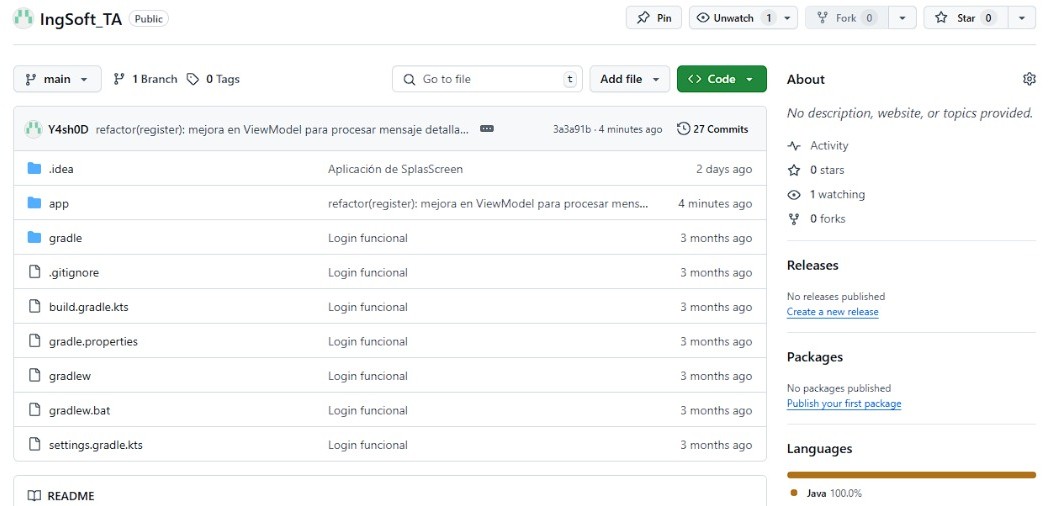 IngSoft_TA Public Pin Unwatch 1 Fork 0 Star 0
main 1 Branch 0 Tags Go to file t Add file Code
Y4sh0D refactor(register): mejora en ViewModel para procesar mensaje detalla... 3a3a91b · 4 minutes ago 27 Commits
.idea Aplicación de SplasScreen 2 days ago
app refactor(register): mejora en ViewModel para procesar mens... 4 minutes ago
gradle Login funcional 3 months ago
.gitignore Login funcional 3 months ago
build.gradle.kts Login funcional 3 months ago
gradle.properties Login funcional 3 months ago
gradlew Login funcional 3 months ago
gradlew.bat Login funcional 3 months ago
settings.gradle.kts Login funcional 3 months ago
README
About
No description, website, or topics provided.
Activity
0 stars
1 watching
0 forks
Releases
No releases published
Create a new release
Packages
No packages published
Publish your first package
Languages
Java 100.0%